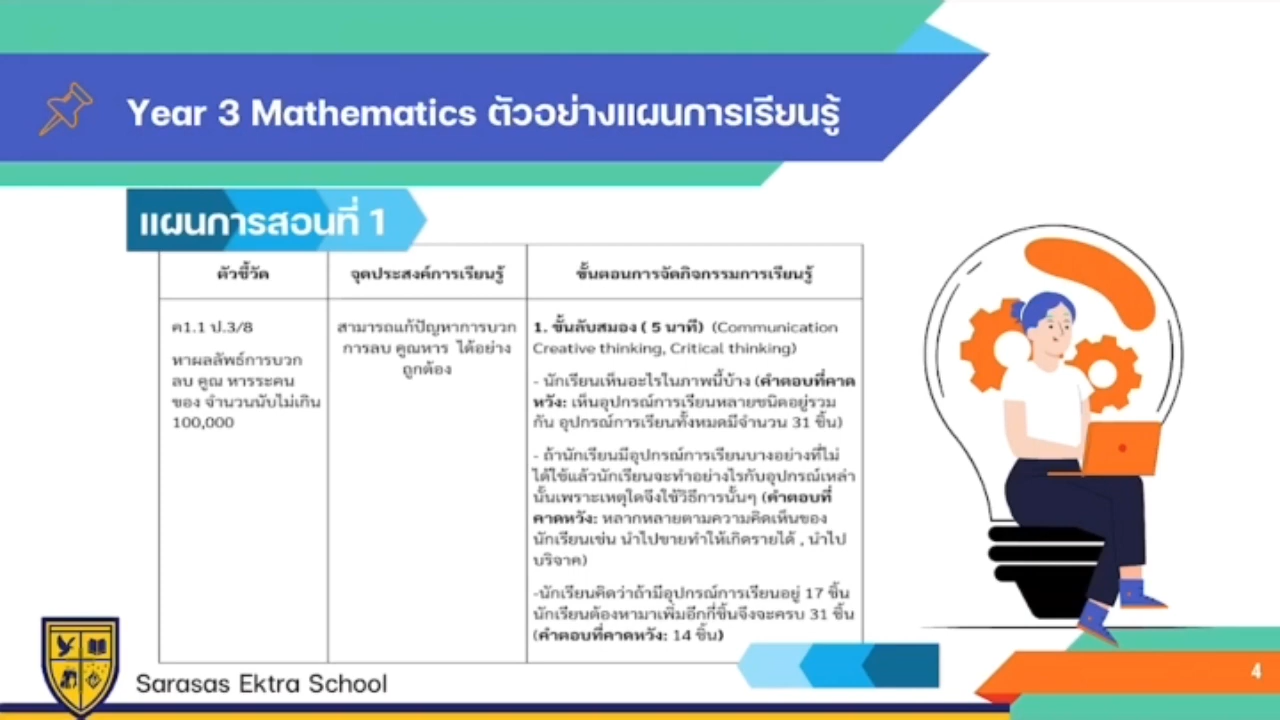 Year 3 Mathematics ตัวอย่างแผนการเรียนรู้
แผนการสอนที่ 1
ตัวชี้วัด
จุดประสงค์การเรียนรู้
ขั้นตอนการจัดกิจกรรมการเรียนรู้
ค1.1 ป.3/8
หาผลลัพธ์การบวก
ลบ คูณ หารระคน
ของ จำนวนนับไม่เกิน
100,000
สามารถแก้ปัญหาการบวก
การลบ คูณหาร ได้อย่าง
ถูกต้อง
1. ขั้นลับสมอง ( 5 นาที) (Communication
Creative thinking, Critical thinking)
- นักเรียนเห็นอะไรในภาพนี้บ้าง (คำตอบที่คาด
หวัง: เห็นอุปกรณ์การเรียนหลายชนิดอยู่รวม
กัน อุปกรณ์การเรียนทั้งหมดมีจำนวน 31 ชิ้น)
- ถ้านักเรียนมีอุปกรณ์การเรียนบางอย่างที่ไม่
ได้ใช้แล้วนักเรียนจะทำอย่างไรกับอุปกรณ์เหล่า
นั้นเพราะเหตุใดจึงใช้วิธีการนั้นๆ (คำตอบที่
คาดหวัง: หลากหลายตามความคิดเห็นของ
นักเรียนเช่น นำไปขายทำให้เกิดรายได้ , นำไป
บริจาค)
-นักเรียนคิดว่าถ้ามีอุปกรณ์การเรียนอยู่ 17 ชิ้น
นักเรียนต้องหามาเพิ่มอีกกี่ชิ้นจึงจะครบ 31 ชิ้น
(คำตอบที่คาดหวัง: 14 ชิ้น)
Sarasas Ektra School
4